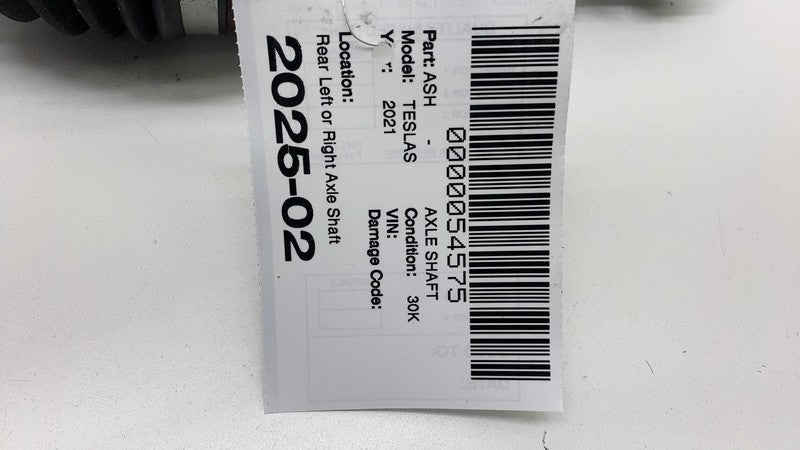 0000054575
Part: ASH - AXLE SHAFT
Model: TESLAS Condition: 30K
Year: 2021 VIN:
Damage Code:
Location:
Rear Left or Right Axle Shaft
2025-02